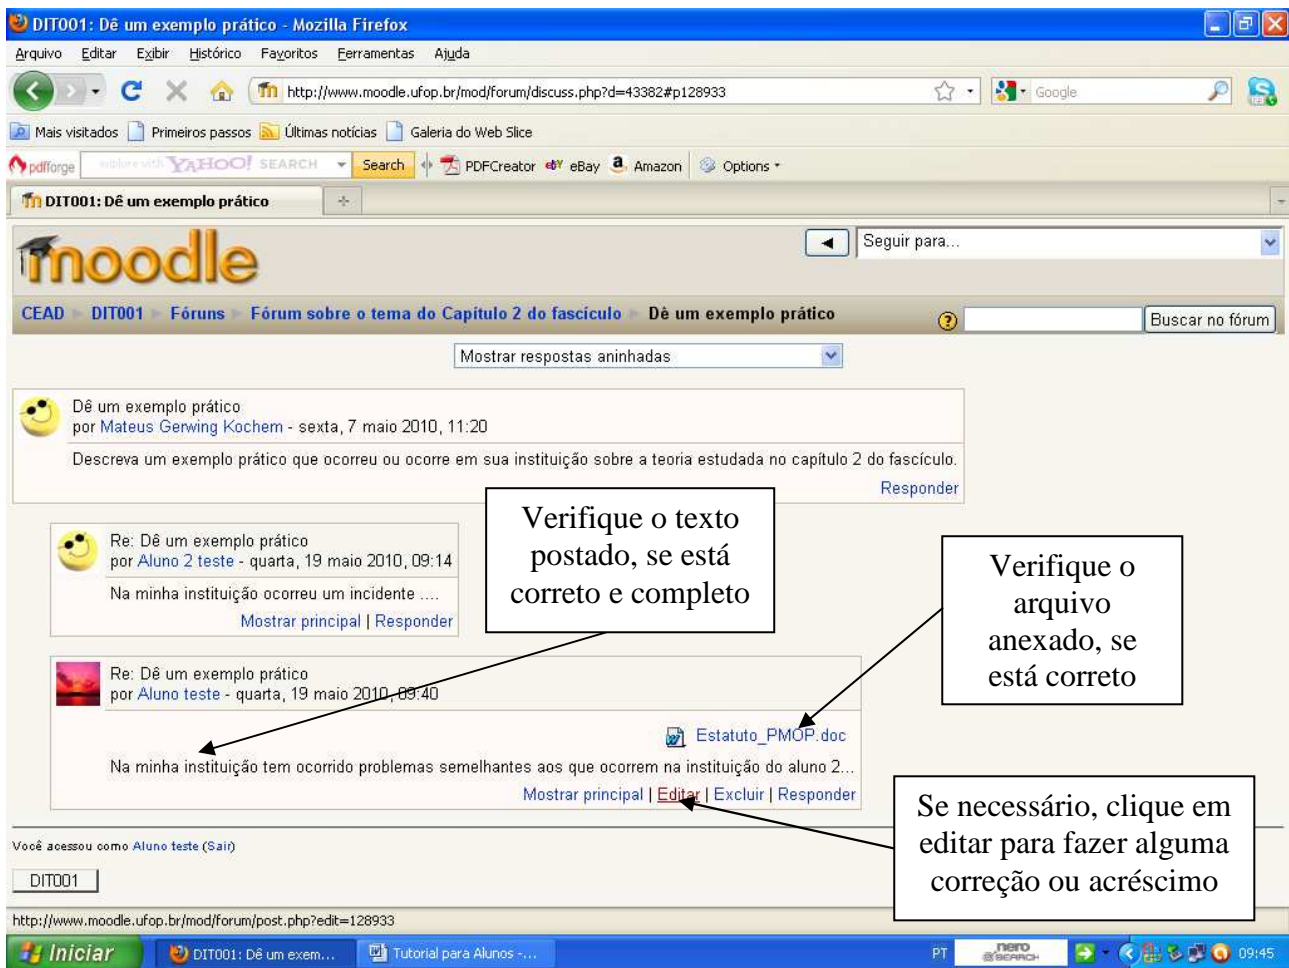 DIT001: Dê um exemplo prático - Mozilla Firefox
Arquivo Editar Exibir Histórico Favoritos Ferramentas Ajuda
http://www.moodle.ufop.br/mod/forum/discuss.php?d=43382#p128933 Google
Mais visitados Primeiros passos Últimas notícias Galeria do Web Slice
pdfforge YAHOO! SEARCH Search PDFCreator eBay Amazon Options
DIT001: Dê um exemplo prático
moodle
Seguir para...
CEAD DIT001 Fóruns Fórum sobre o tema do Capítulo 2 do fascículo Dê um exemplo prático
Buscar no fórum
Mostrar respostas aninhadas
Dê um exemplo prático
por Mateus Gerwing Kochem - sexta, 7 maio 2010, 11:20
Descreva um exemplo prático que ocorreu ou ocorre em sua instituição sobre a teoria estudada no capítulo 2 do fascículo.
Responder
Verifique o texto
postado, se está
correto e completo
Re: Dê um exemplo prático
por Aluno 2 teste - quarta, 19 maio 2010, 09:14
Na minha instituição ocorreu um incidente ....
Mostrar principal | Responder
Verifique o
arquivo
anexado, se
está correto
Re: Dê um exemplo prático
por Aluno teste - quarta, 19 maio 2010, 09:40
Estatuto_PMOP.doc
Na minha instituição tem ocorrido problemas semelhantes aos que ocorrem na instituição do aluno 2...
Mostrar principal | Editar | Excluir | Responder
Se necessário, clique em
editar para fazer alguma
correção ou acréscimo
Você acessou como Aluno teste (Sair)
DIT001
http://www.moodle.ufop.br/mod/forum/post.php?edit=128933
Iniciar DIT001: Dê um exem... Tutorial para Alunos -... PT nero SEARCH 09:45